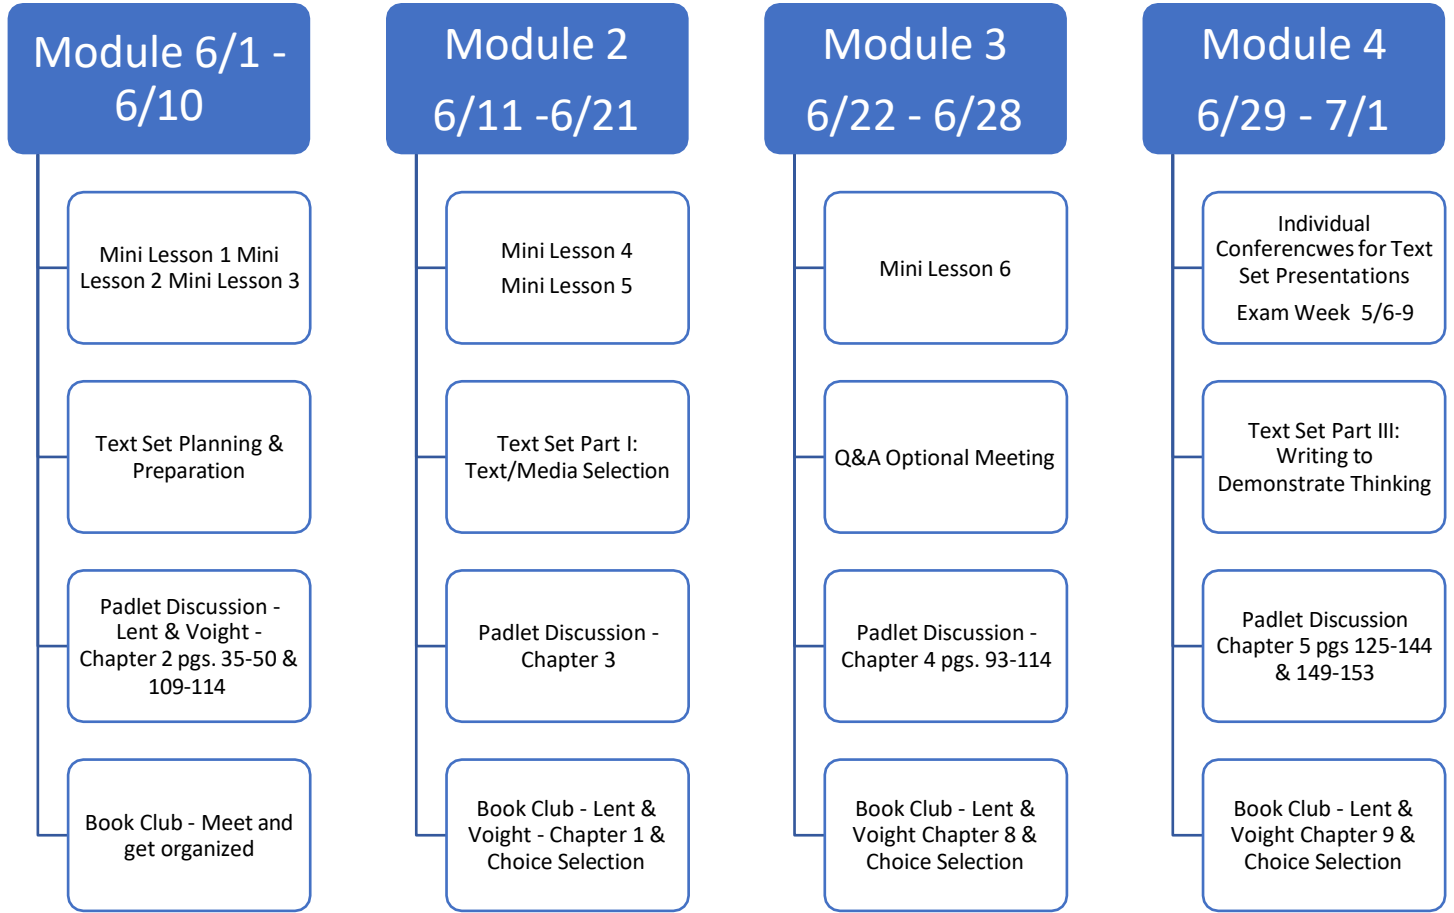 Module 6/1 -
6/10
Mini Lesson 1 Mini
Lesson 2 Mini Lesson 3
Text Set Planning &
Preparation
Padlet Discussion -
Lent & Voight -
Chapter 2 pgs. 35-50 &
109-114
Book Club - Meet and
get organized
Module 2
6/11 -6/21
Mini Lesson 4
Mini Lesson 5
Text Set Part I:
Text/Media Selection
Padlet Discussion -
Chapter 3
Book Club - Lent &
Voight - Chapter 1 &
Choice Selection
Module 3
6/22 - 6/28
Mini Lesson 6
Q&A Optional Meeting
Padlet Discussion -
Chapter 4 pgs. 93-114
Book Club - Lent &
Voight Chapter 8 &
Choice Selection
Module 4
6/29 - 7/1
Individual
Conferencwes for Text
Set Presentations
Exam Week  5/6-9
Text Set Part III:
Writing to
Demonstrate Thinking
Padlet Discussion
Chapter 5 pgs 125-144
& 149-153
Book Club - Lent &
Voight Chapter 9 &
Choice Selection